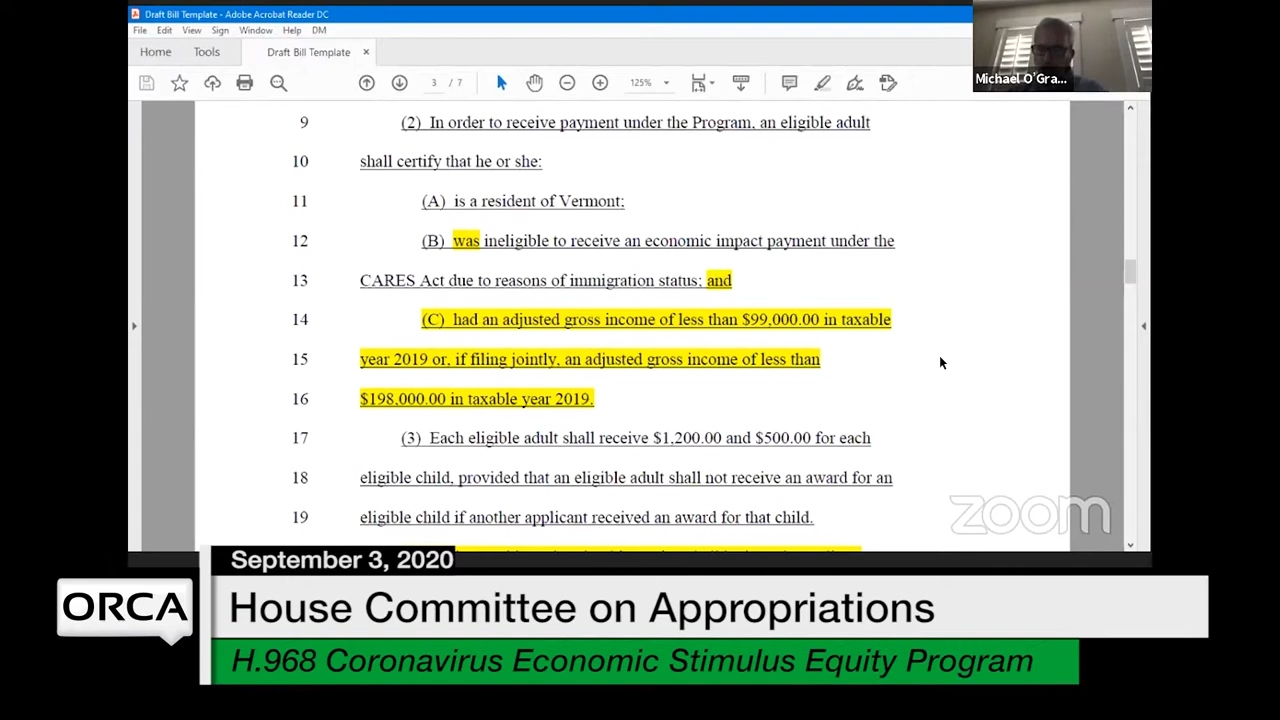 Draft Bill Template - Adobe Acrobat Reader DC
File Edit View Sign Window Help DM
Home Tools Draft Bill Template ×
3 / 7 125%
Michael O'Gra...
9 (2) In order to receive payment under the Program, an eligible adult
10 shall certify that he or she:
11 (A) is a resident of Vermont;
12 (B) was ineligible to receive an economic impact payment under the
13 CARES Act due to reasons of immigration status; and
14 (C) had an adjusted gross income of less than $99,000.00 in taxable
15 year 2019 or, if filing jointly, an adjusted gross income of less than
16 $198,000.00 in taxable year 2019.
17 (3) Each eligible adult shall receive $1,200.00 and $500.00 for each
18 eligible child, provided that an eligible adult shall not receive an award for an
19 eligible child if another applicant received an award for that child.
zoom
September 3, 2020
ORCA
House Committee on Appropriations
H.968 Coronavirus Economic Stimulus Equity Program